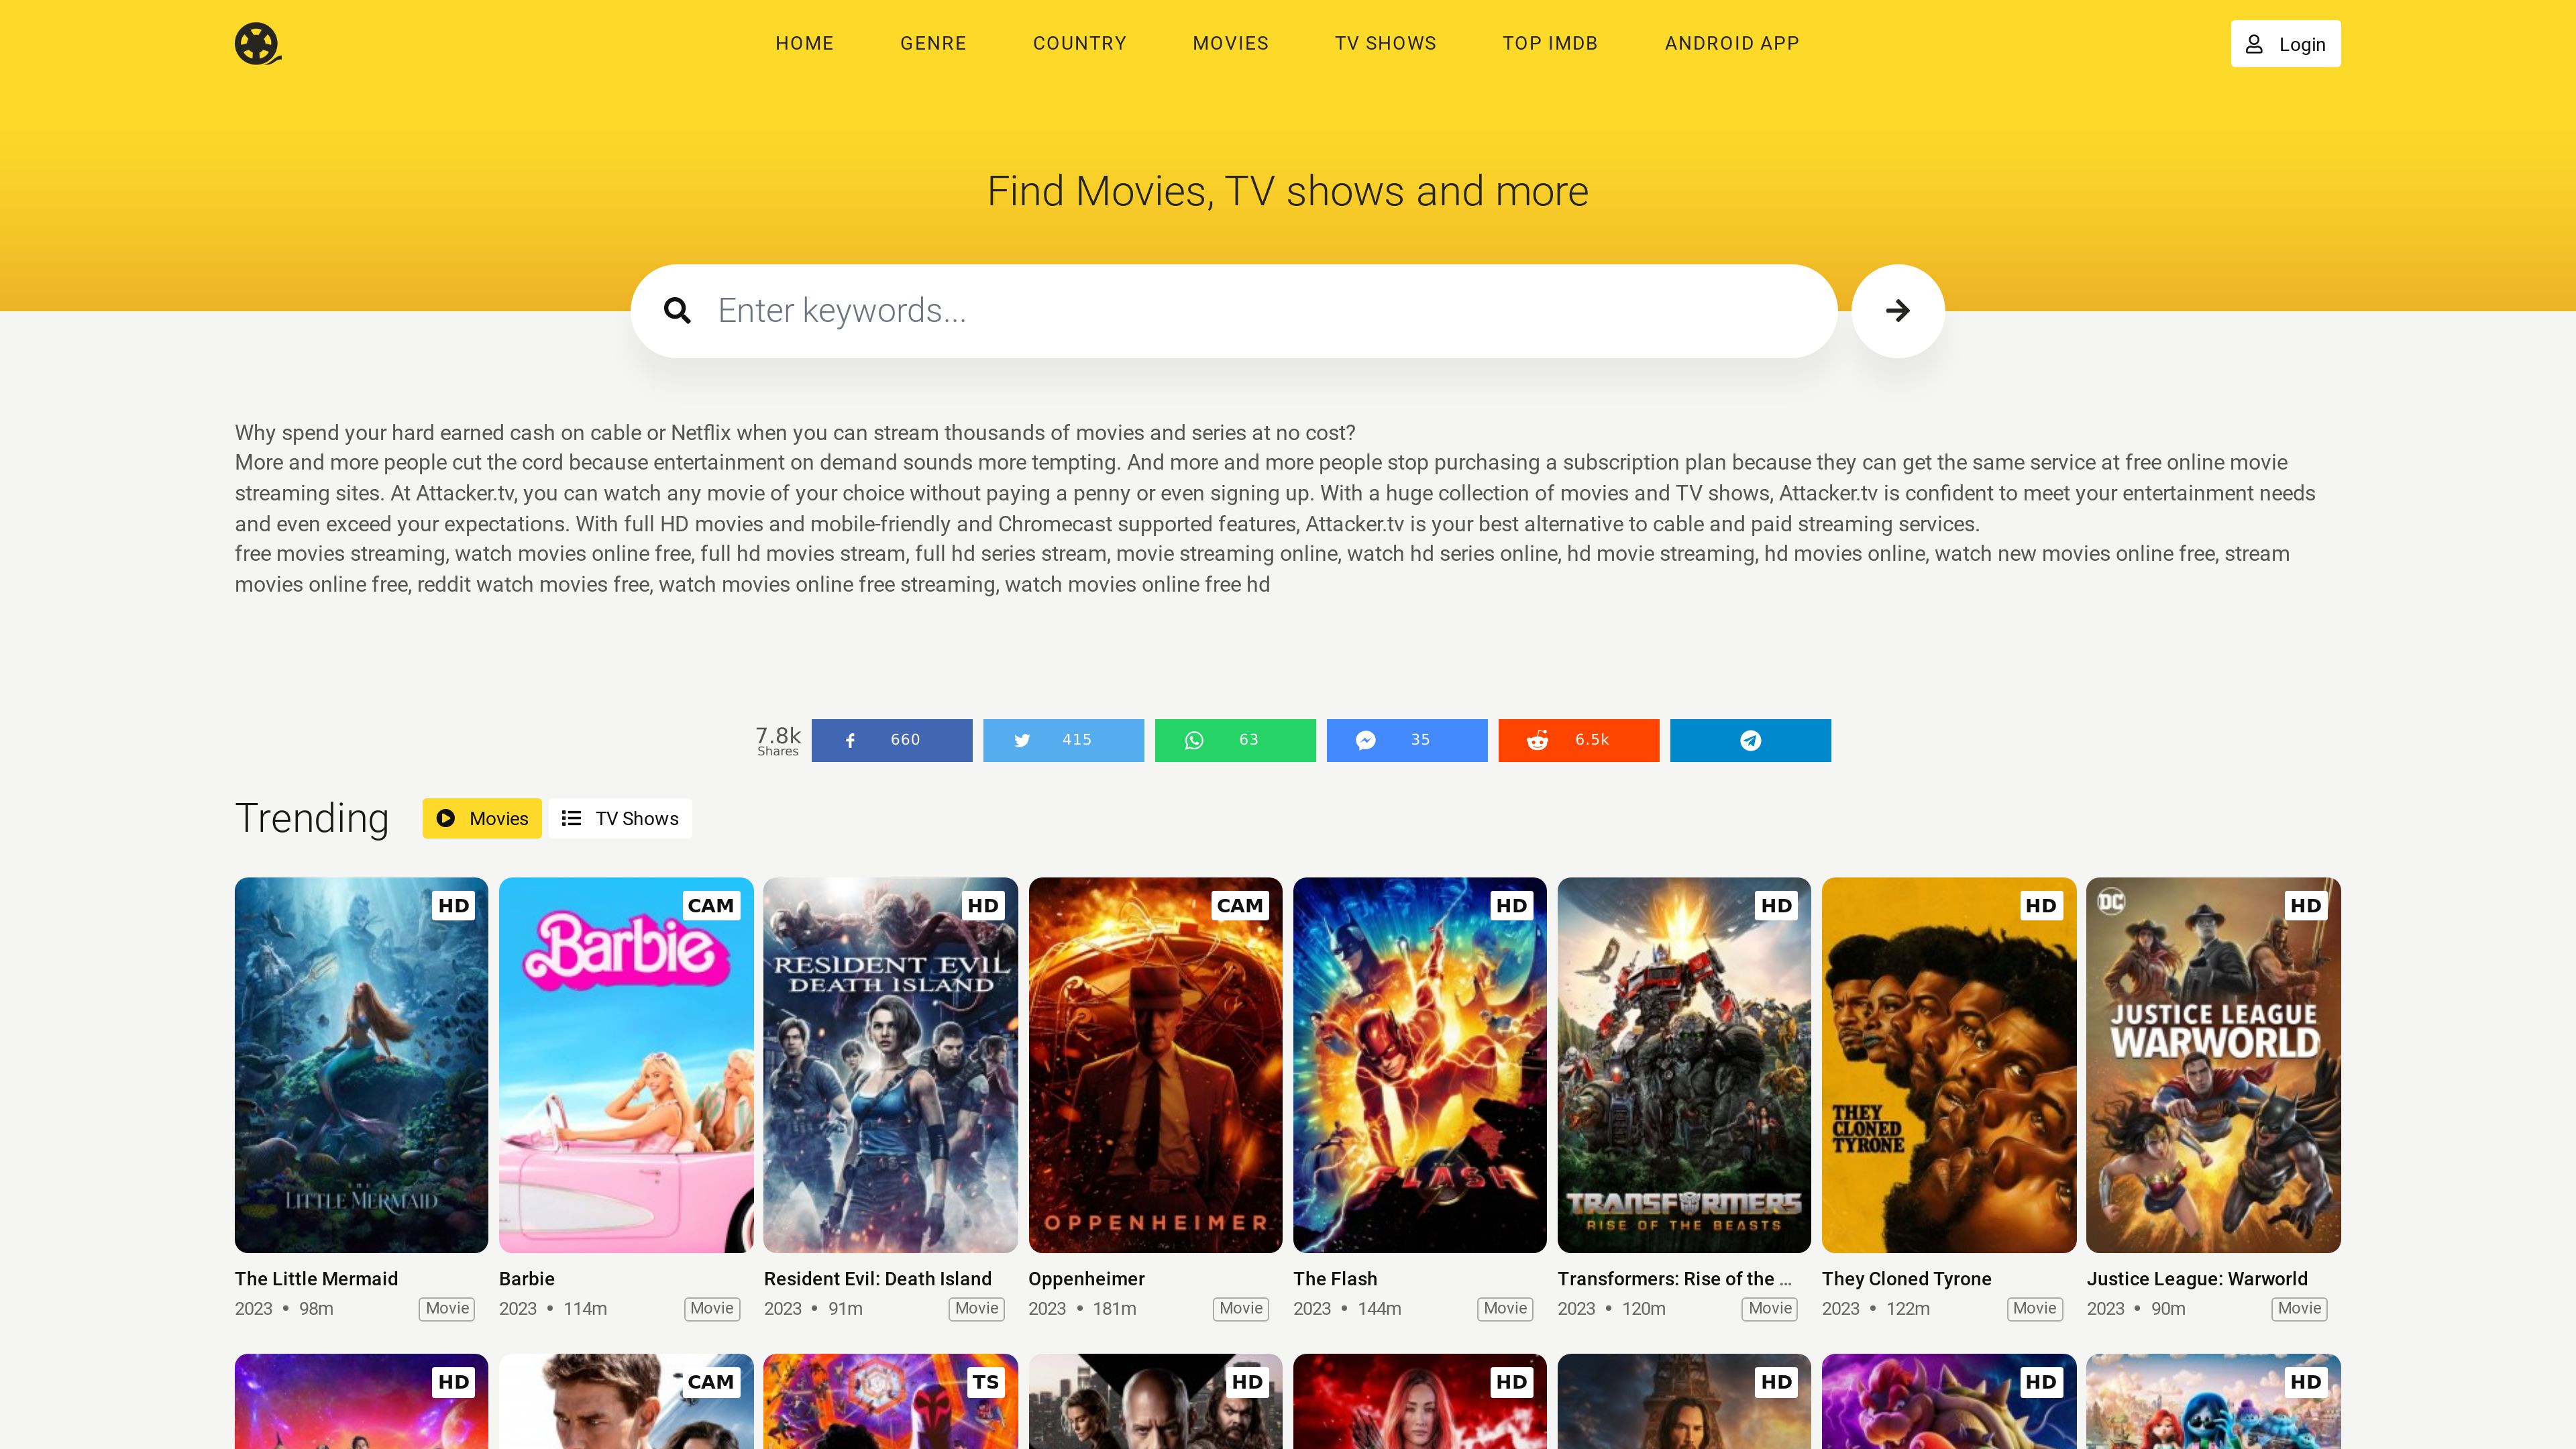 HOME GENRE COUNTRY MOVIES TV SHOWS TOP IMDB ANDROID APP Login
Find Movies, TV shows and more
Enter keywords...
Why spend your hard earned cash on cable or Netflix when you can stream thousands of movies and series at no cost?
More and more people cut the cord because entertainment on demand sounds more tempting. And more and more people stop purchasing a subscription plan because they can get the same service at free online movie
streaming sites. At Attacker.tv, you can watch any movie of your choice without paying a penny or even signing up. With a huge collection of movies and TV shows, Attacker.tv is confident to meet your entertainment needs
and even exceed your expectations. With full HD movies and mobile-friendly and Chromecast supported features, Attacker.tv is your best alternative to cable and paid streaming services.
free movies streaming, watch movies online free, full hd movies stream, full hd series stream, movie streaming online, watch hd series online, hd movie streaming, hd movies online, watch new movies online free, stream
movies online free, reddit watch movies free, watch movies online free streaming, watch movies online free hd
7.8k
Shares
660 415 63 35 6.5k
Trending Movies TV Shows
HD CAM HD CAM HD HD HD HD
DC
Barbie
RESIDENT EVIL
DEATH ISLAND
JUSTICE LEAGUE
WARWORLD
THEY
CLONED
TYRONE
THE
LITTLE MERMAID
FLASH
OPPENHEIMER
TRANSFORMERS
RISE OF THE BEASTS
The Little Mermaid Barbie Resident Evil: Death Island Oppenheimer The Flash Transformers: Rise of the ... They Cloned Tyrone Justice League: Warworld
2023 • 98m Movie 2023 • 114m Movie 2023 • 91m Movie 2023 • 181m Movie 2023 • 144m Movie 2023 • 120m Movie 2023 • 122m Movie 2023 • 90m Movie
HD CAM TS HD HD HD HD HD